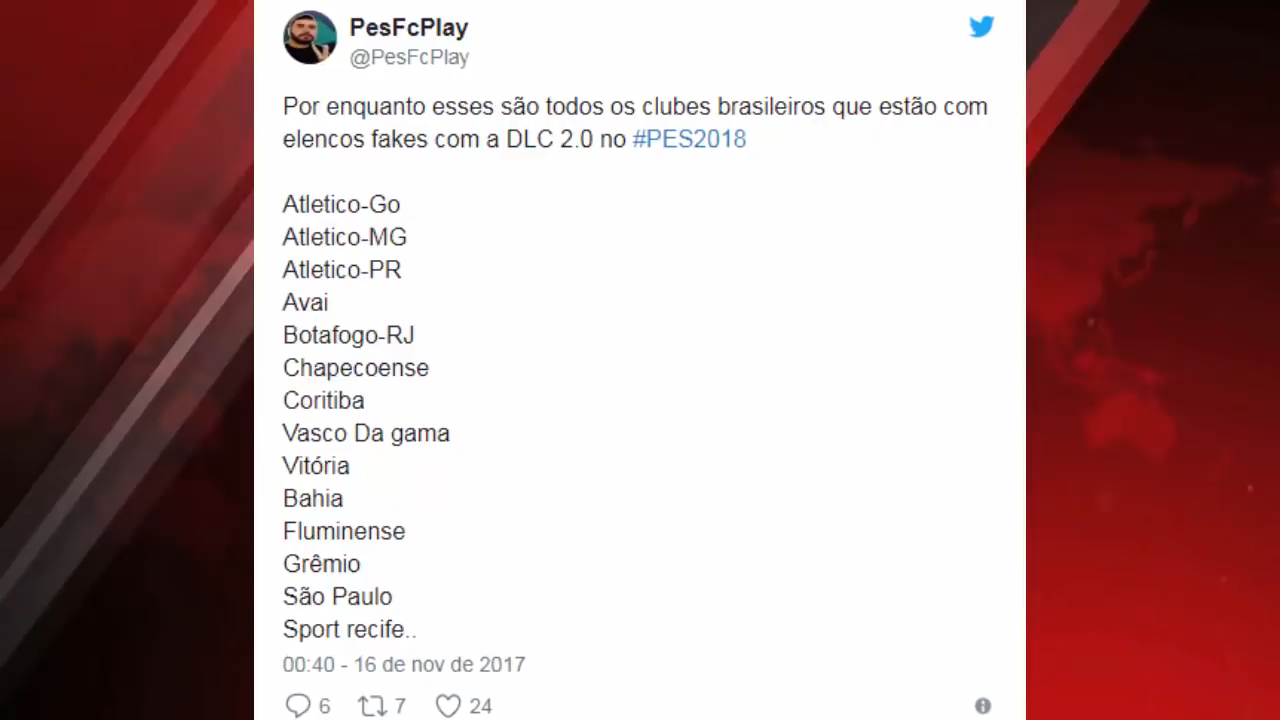 PesFcPlay
@PesFcPlay
Por enquanto esses são todos os clubes brasileiros que estão com
elencos fakes com a DLC 2.0 no #PES2018
Atletico-Go
Atletico-MG
Atletico-PR
Avai
Botafogo-RJ
Chapecoense
Coritiba
Vasco Da gama
Vitória
Bahia
Fluminense
Grêmio
São Paulo
Sport recife..
00:40 - 16 de nov de 2017
6 7 24